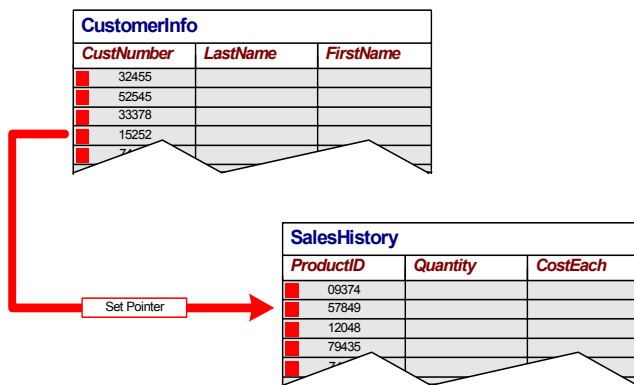 CustomerInfo
CustNumber LastName FirstName
32455
52545
33378
15252
SalesHistory
ProductID Quantity CostEach
09374
57849
12048
79435
Set Pointer